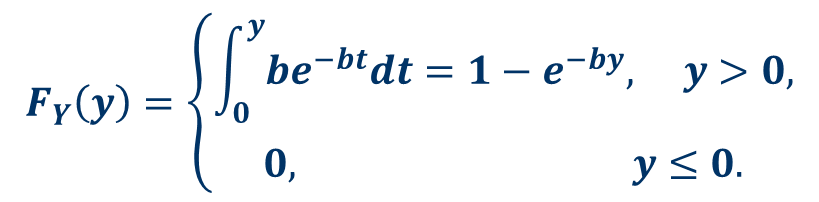 F_Y(y) = { ∫_0^y be^{−bt}dt = 1 − e^{−by}, y > 0,
0, y ≤ 0.